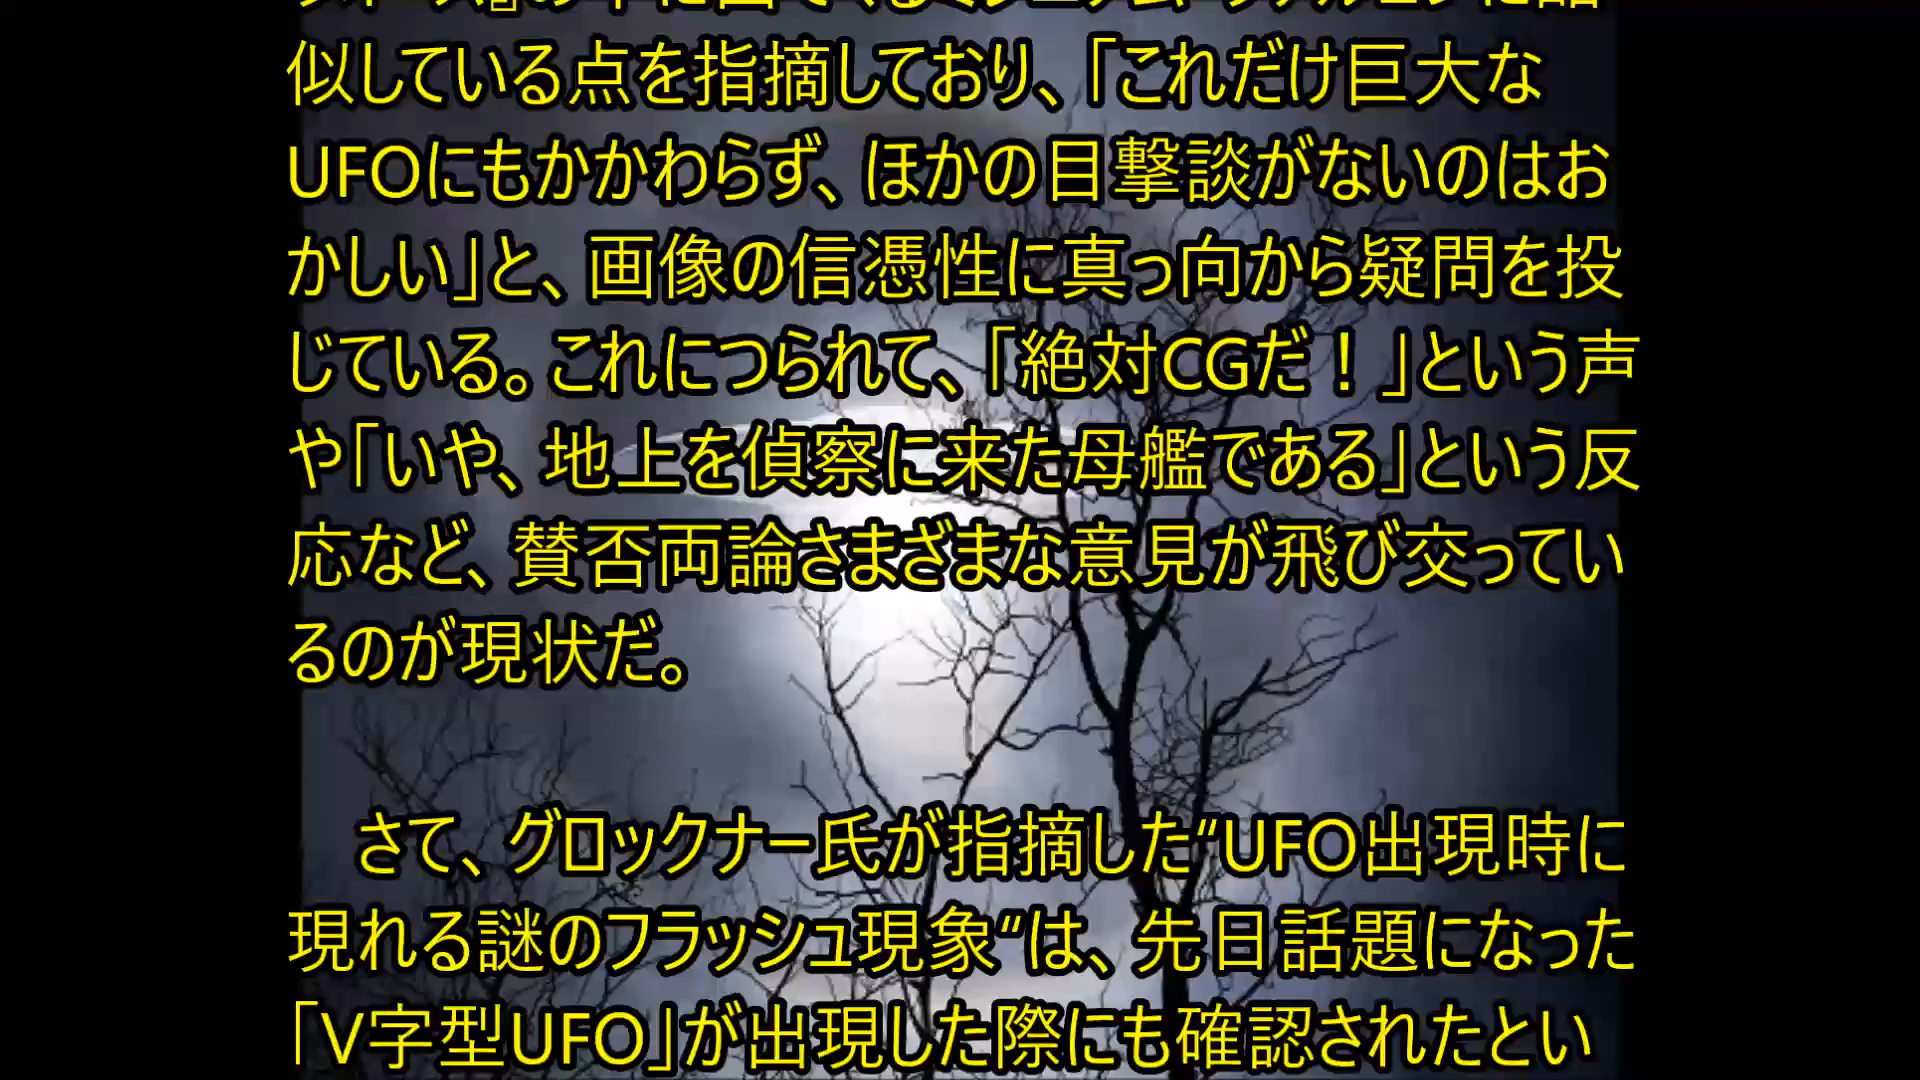 似している点を指摘しており、「これだけ巨大な
UFOにもかかわらず、ほかの目撃談がないのはお
かしい」と、画像の信憑性に真っ向から疑問を投
じている。これにつられて、「絶対CGだ！」という声
や「いや、地上を偵察に来た母艦である」という反
応など、賛否両論さまざまな意見が飛び交ってい
るのが現状だ。
さて、グロックナー氏が指摘した“UFO出現時に
現れる謎のフラッシュ現象“は、先日話題になった
「V字型UFO」が出現した際にも確認されたとい